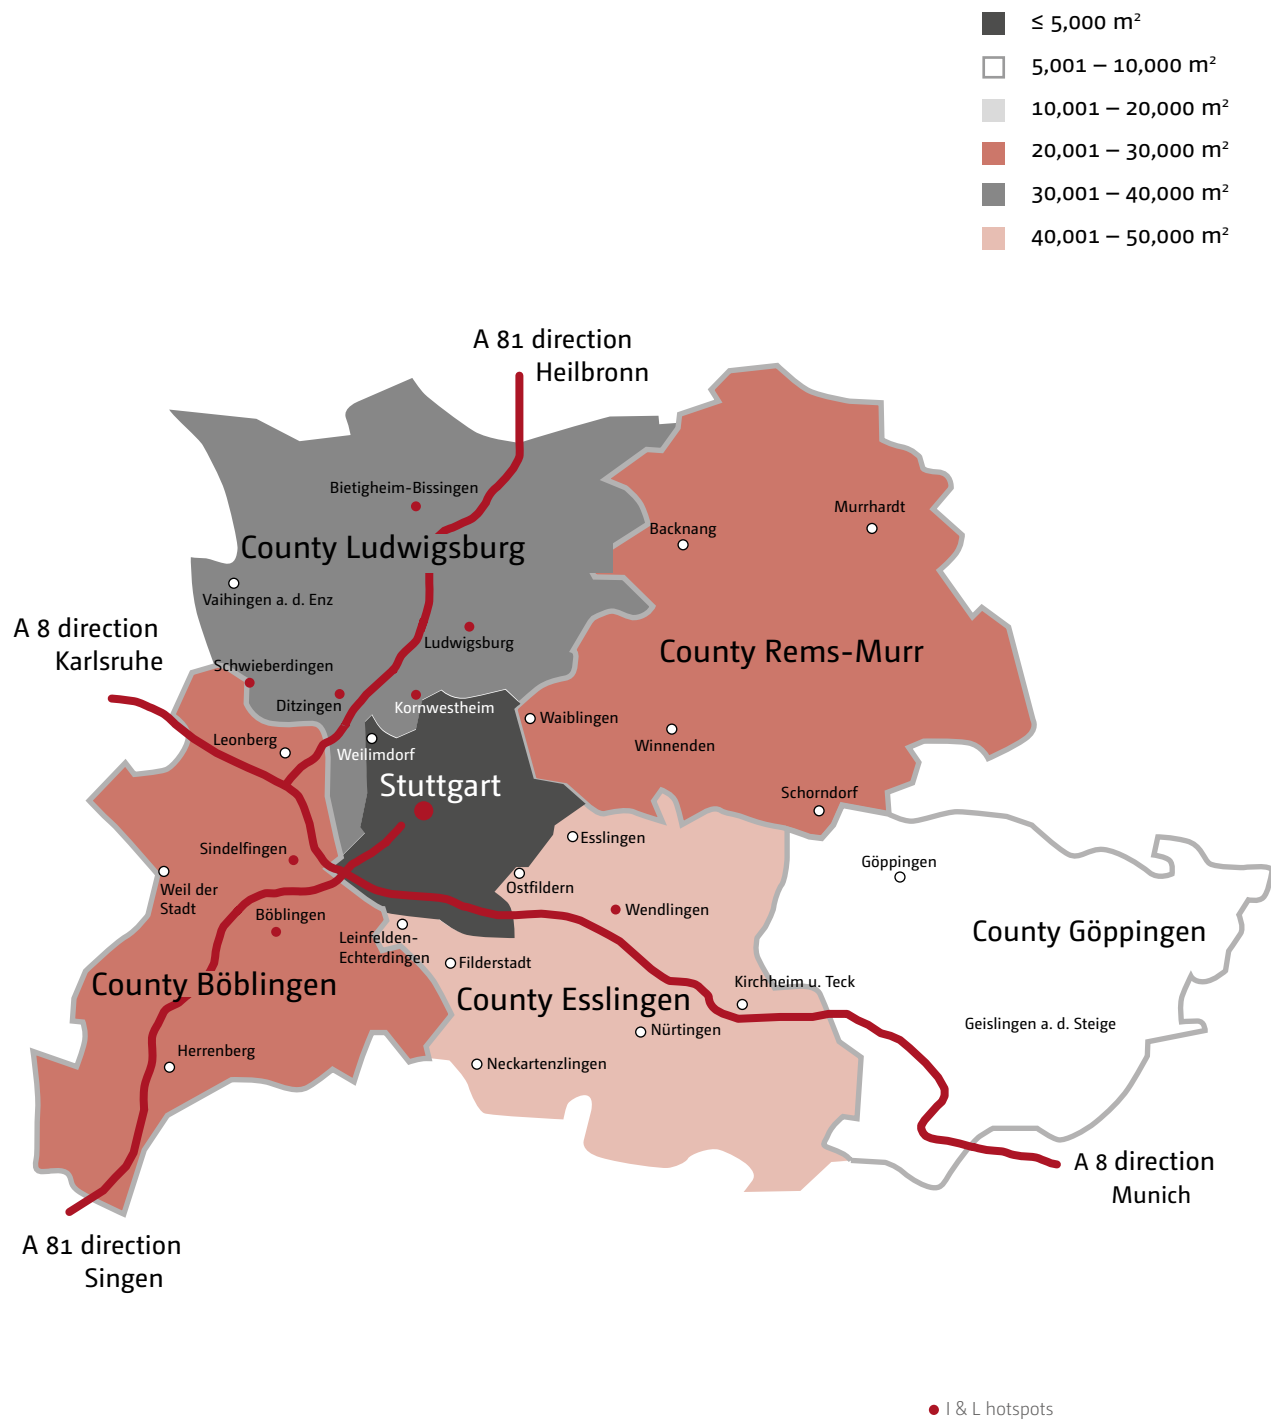 ≤ 5,000 m²
5,001 – 10,000 m²
10,001 – 20,000 m²
20,001 – 30,000 m²
30,001 – 40,000 m²
40,001 – 50,000 m²
A 81 direction
Heilbronn
Bietigheim-Bissingen
Murrhardt
Backnang
County Ludwigsburg
Vaihingen a. d. Enz
A 8 direction
Karlsruhe
Ludwigsburg
County Rems-Murr
Schwieberdingen
Ditzingen
Kornwestheim
Waiblingen
Leonberg
Weilimdorf
Winnenden
Stuttgart
Schorndorf
Esslingen
Sindelfingen
Göppingen
Weil der
Stadt
Ostfildern
Böblingen
Wendlingen
Leinfelden-
Echterdingen
County Göppingen
Filderstadt
County Böblingen
Kirchheim u. Teck
County Esslingen
Nürtingen
Geislingen a. d. Steige
Herrenberg
Neckartenzlingen
A 8 direction
Munich
A 81 direction
Singen
I & L hotspots